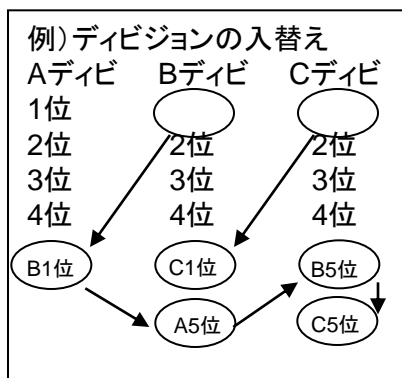 例）ディビジョンの入替え
Aディビ Bディビ Cディビ
1位
2位 2位 2位
3位 3位 3位
4位 4位 4位
B1位 C1位 B5位
A5位 C5位